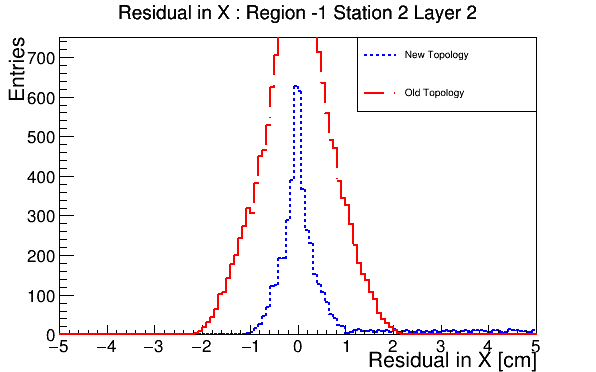 Residual in X : Region -1 Station 2 Layer 2
Entries
700
600
500
400
300
200
100
0
New Topology
Old Topology
−5 −4 −3 −2 −1 0 1 2 3 4 5
Residual in X [cm]